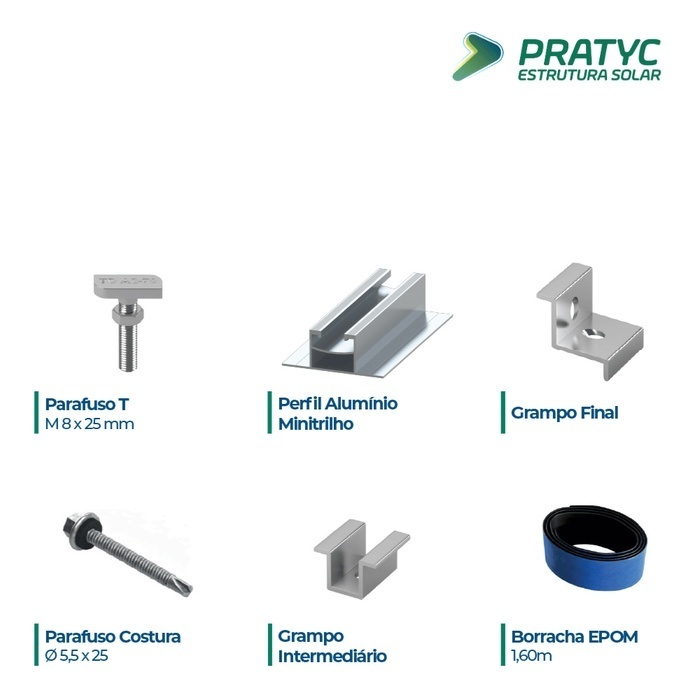 PRATYC
ESTRUTURA SOLAR
Parafuso T
M 8 x 25 mm
Perfil Alumínio
Minitrilho
Grampo Final
Parafuso Costura
Ø 5,5 x 25
Grampo
Intermediário
Borracha EPOM
1,60m